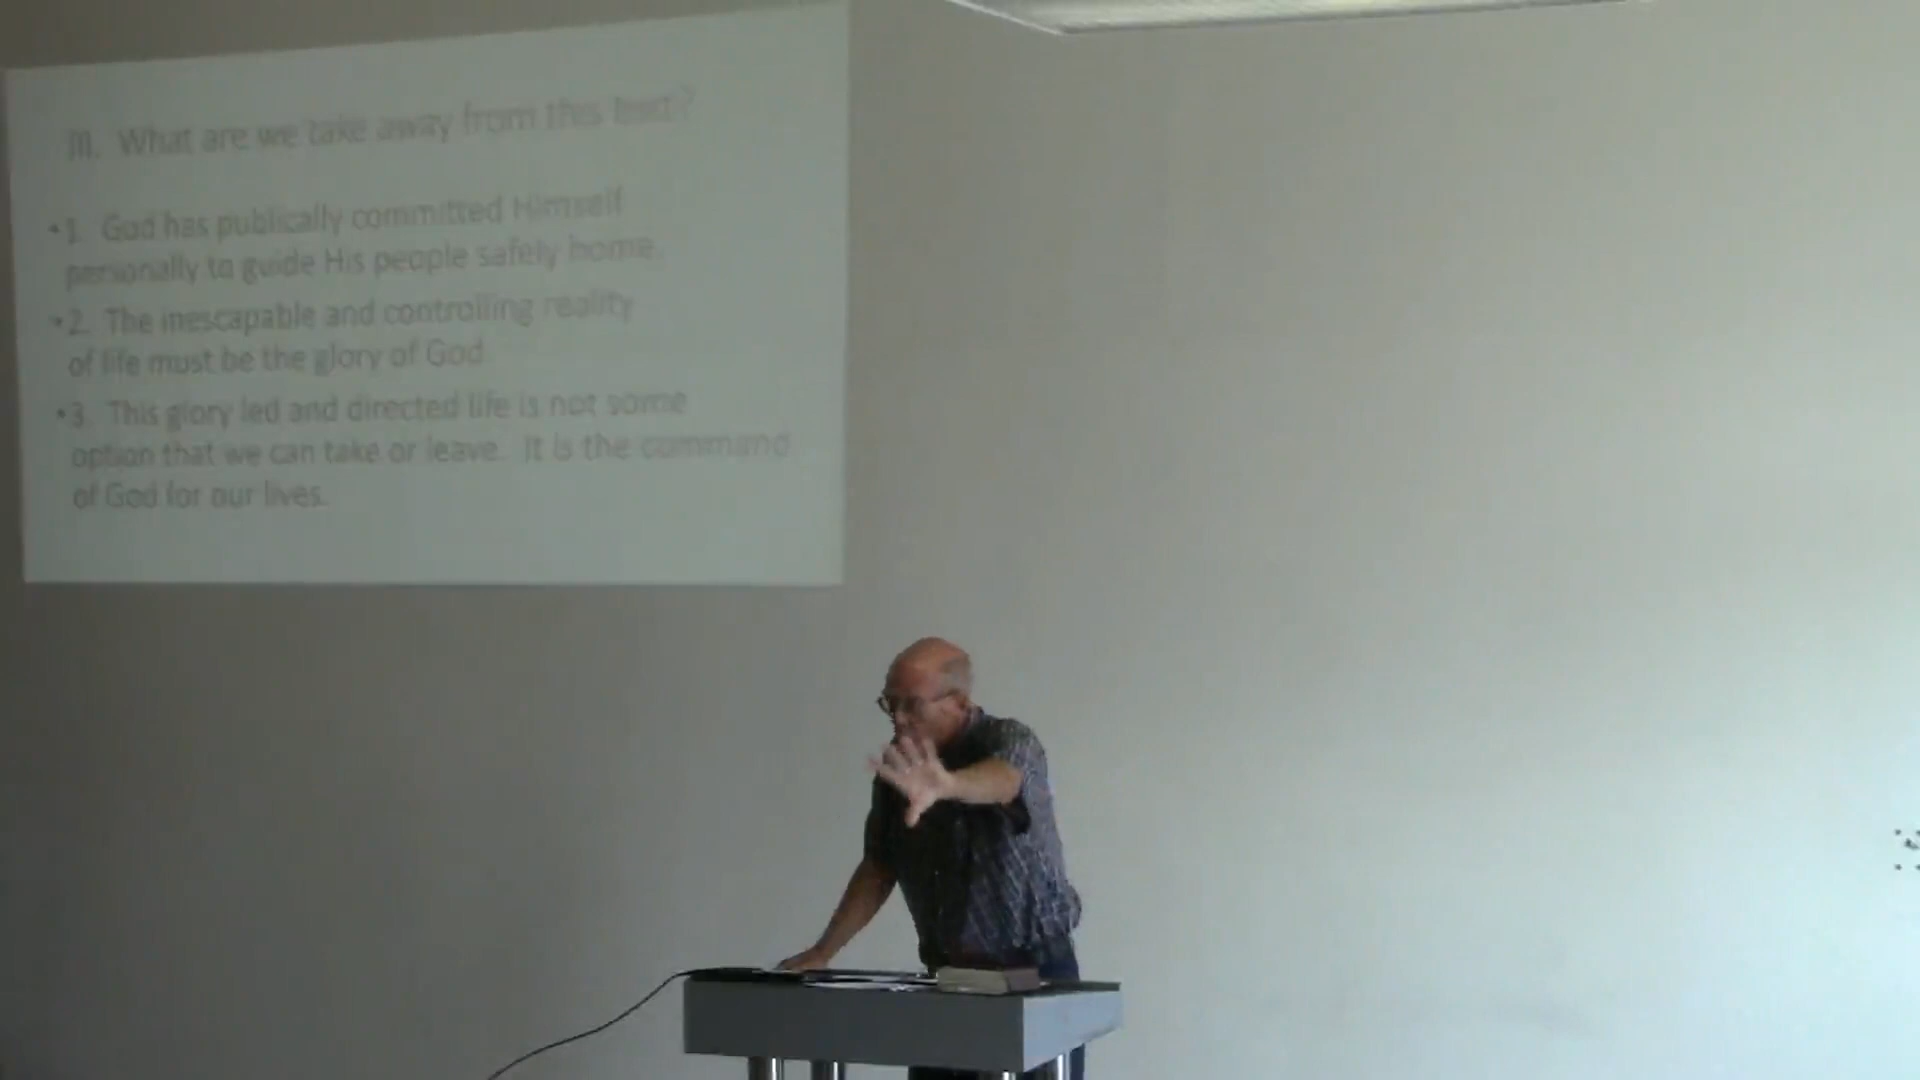 III. What are we take away from this text?
• 1. God has publically committed Himself
personally to guide His people safely home.
• 2. The inescapable and controlling reality
of life must be the glory of God.
• 3. This glory led and directed life is not some
option that we can take or leave. It is the command
of God for our lives.